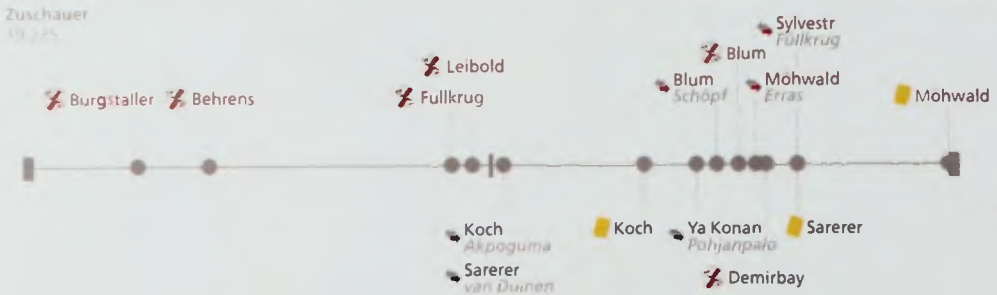 Zuschauer
Sylvestr
Füllkrug
Blum
Leibold
Blum
Schöpf
Mohwald
Erras
Burgstaller
Behrens
Fullkrug
Mohwald
Koch
Akpoguma
Koch
Ya Konan
Pohjanpalo
Sarerer
Sarerer
van Duinen
Demirbay